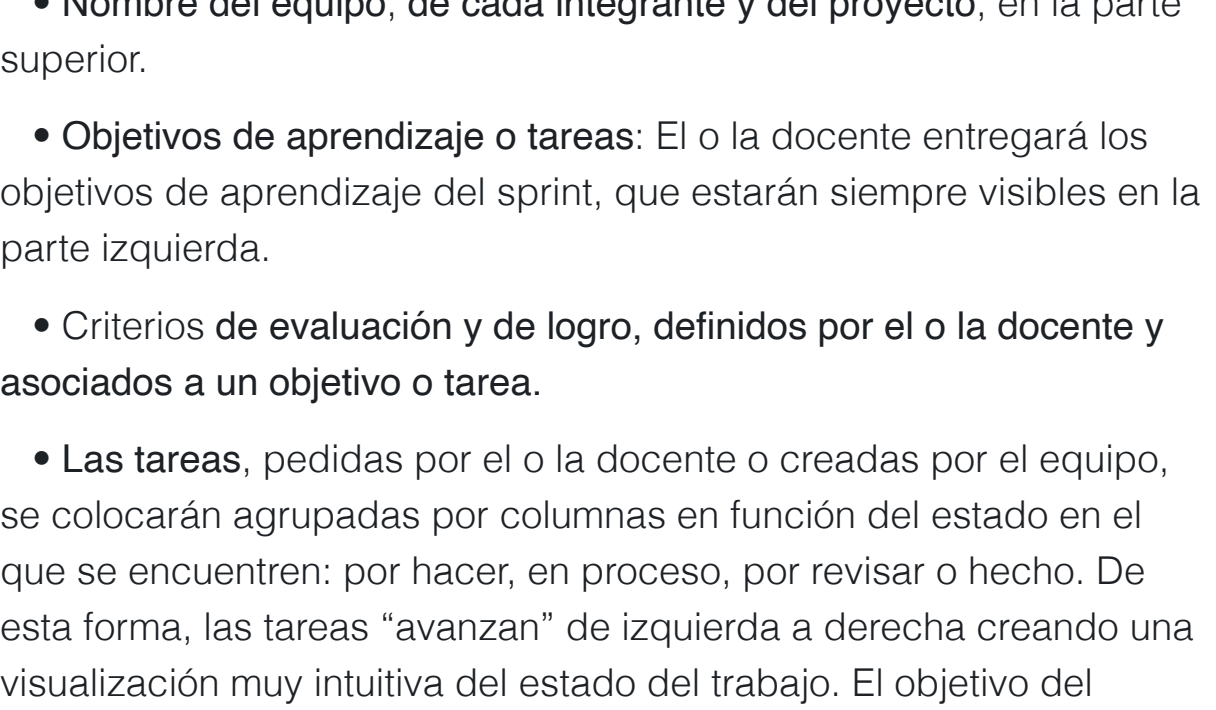 • Nombre del equipo, de cada integrante y del proyecto, en la parte
superior.
• Objetivos de aprendizaje o tareas: El o la docente entregará los
objetivos de aprendizaje del sprint, que estarán siempre visibles en la
parte izquierda.
• Criterios de evaluación y de logro, definidos por el o la docente y
asociados a un objetivo o tarea.
• Las tareas, pedidas por el o la docente o creadas por el equipo,
se colocarán agrupadas por columnas en función del estado en el
que se encuentren: por hacer, en proceso, por revisar o hecho. De
esta forma, las tareas “avanzan” de izquierda a derecha creando una
visualización muy intuitiva del estado del trabajo. El objetivo del